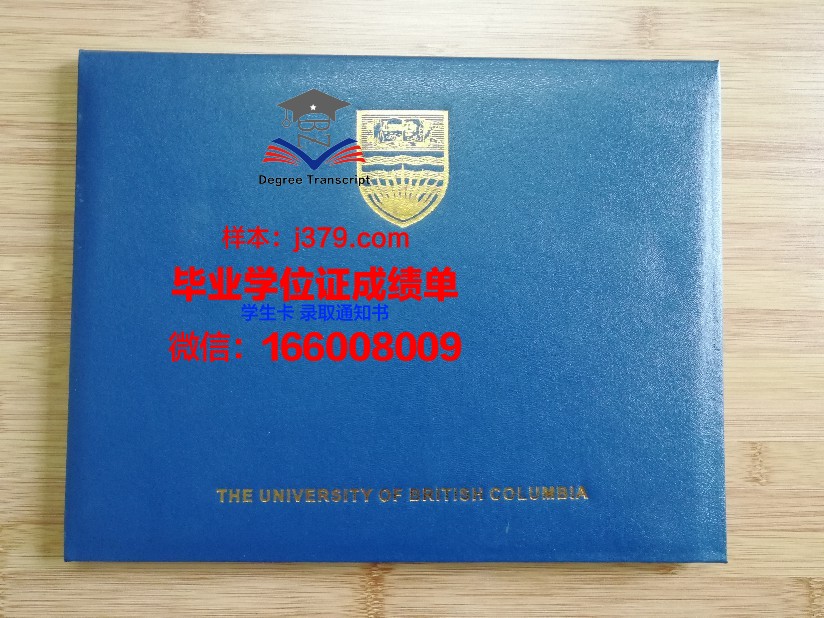 BZ
Degree Transcript
样本：j379.com
毕业学位证成绩单
学生卡 录取通知书
微信：166008009
THE UNIVERSITY OF BRITISH COLUMBIA